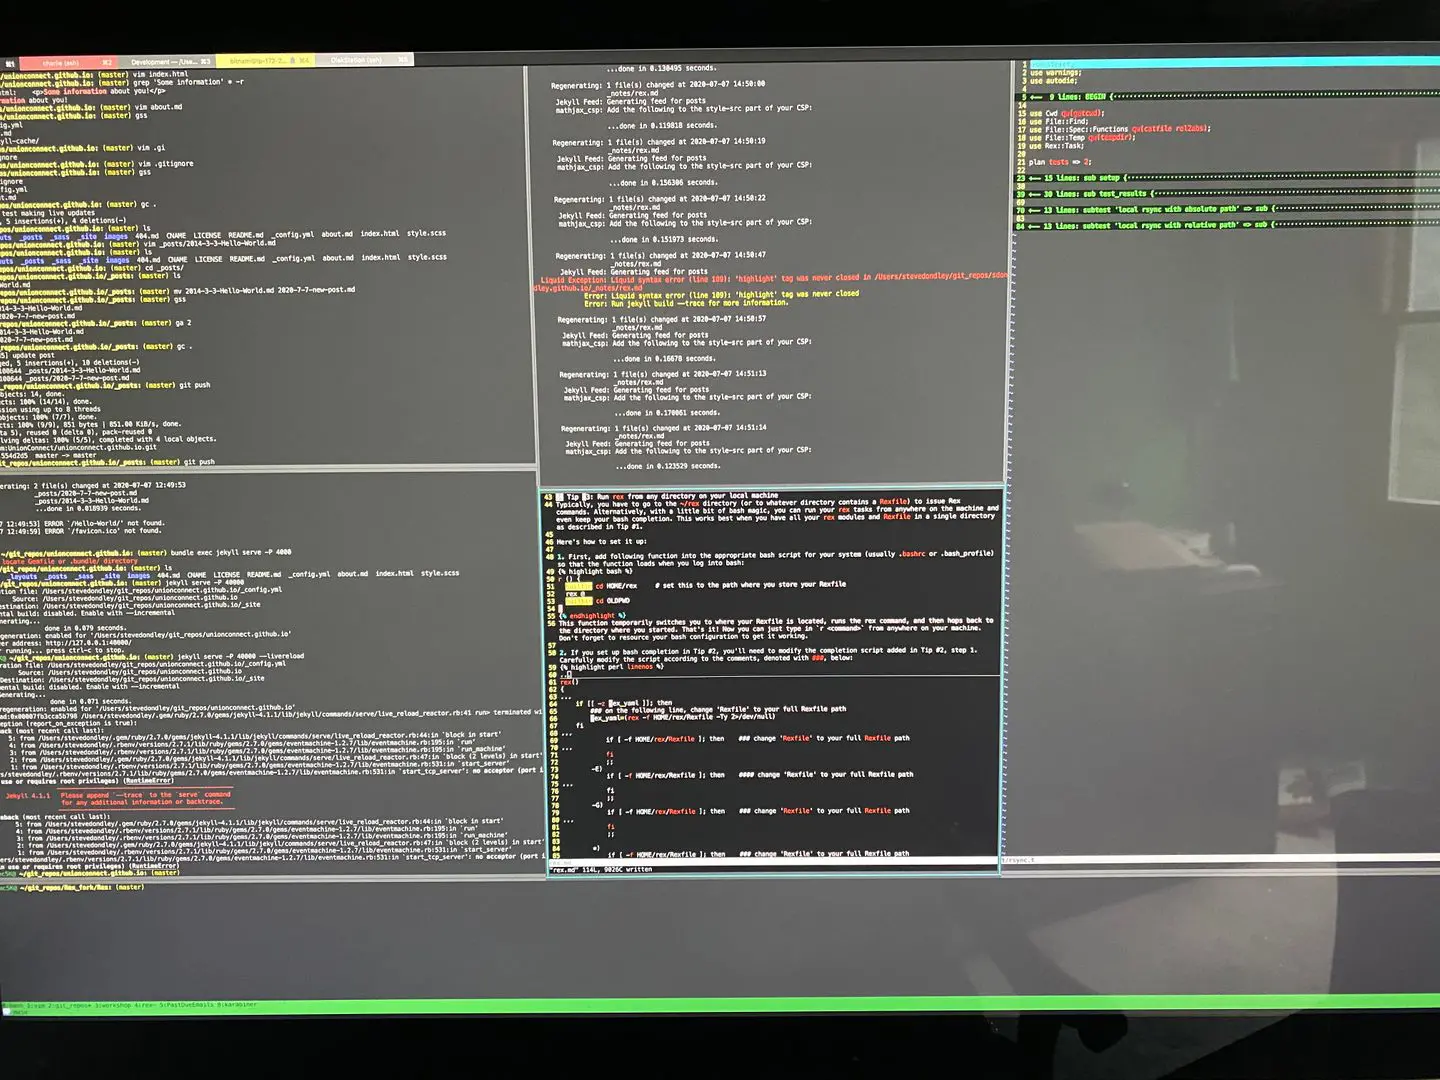 ⌘1 charlie (ssh) ⌘2 Development — /Use... ⌘3 bitnami@ip-172-2... ⌘4 DiskStation (ssh) ⌘5
/unionconnect.github.io: (master) vim index.html
s/unionconnect.github.io: (master) grep 'Some information' * -r
html: <p>Some information about you!</p>
rmation about you!
os/unionconnect.github.io: (master) vim about.md
os/unionconnect.github.io: (master) gss
fig.yml
.md
yll-cache/
os/unionconnect.github.io: (master) vim .gi
gnore
os/unionconnect.github.io: (master) vim .gitignore
os/unionconnect.github.io: (master) gss
ignore
fig.yml
t.md
pos/unionconnect.github.io: (master) gc .
test making live updates
, 5 insertions(+), 4 deletions(-)
pos/unionconnect.github.io: (master) ls
uts _posts _sass _site images 404.md CNAME LICENSE README.md _config.yml about.md index.html style.scss
epos/unionconnect.github.io: (master) vim _posts/2014-3-3-Hello-World.md
epos/unionconnect.github.io: (master) ls
outs _posts _sass _site images 404.md CNAME LICENSE README.md _config.yml about.md index.html style.scss
epos/unionconnect.github.io: (master) cd _posts/
epos/unionconnect.github.io/_posts: (master) ls
World.md
epos/unionconnect.github.io/_posts: (master) mv 2014-3-3-Hello-World.md 2020-7-7-new-post.md
epos/unionconnect.github.io/_posts: (master) gss
014-3-3-Hello-World.md
020-7-7-new-post.md
repos/unionconnect.github.io/_posts: (master) ga 2
2014-3-3-Hello-World.md
2020-7-7-new-post.md
repos/unionconnect.github.io/_posts: (master) gc .
5] update post
ged, 5 insertions(+), 10 deletions(-)
100644 _posts/2014-3-3-Hello-World.md
100644 _posts/2020-7-7-new-post.md
t_repos/unionconnect.github.io/_posts: (master) git push
objects: 14, done.
ects: 100% (14/14), done.
ssion using up to 8 threads
objects: 100% (7/7), done.
cts: 100% (9/9), 851 bytes | 851.00 KiB/s, done.
ta 5), reused 0 (delta 0), pack-reused 0
lving deltas: 100% (5/5), completed with 4 local objects.
om:UnionConnect/unionconnect.github.io.git
554d2d5 master -> master
git_repos/unionconnect.github.io/_posts: (master) git push
erating: 2 file(s) changed at 2020-07-07 12:49:53
_posts/2020-7-7-new-post.md
_posts/2014-3-3-Hello-World.md
...done in 0.018939 seconds.
7 12:49:53] ERROR `/Hello-World/' not found.
7 12:49:59] ERROR `/favicon.ico' not found.
~/git_repos/unionconnect.github.io: (master) bundle exec jekyll serve -P 4000
locate Gemfile or .bundle/ directory
~/git_repos/unionconnect.github.io: (master) ls
_layouts _posts _sass _site images 404.md CNAME LICENSE README.md _config.yml about.md index.html style.scss
~/git_repos/unionconnect.github.io: (master) jekyll serve -P 40000
ation file: /Users/stevedondley/git_repos/unionconnect.github.io/_config.yml
Source: /Users/stevedondley/git_repos/unionconnect.github.io
estination: /Users/stevedondley/git_repos/unionconnect.github.io/_site
ntal build: disabled. Enable with --incremental
nerating...
done in 0.079 seconds.
egeneration: enabled for '/Users/stevedondley/git_repos/unionconnect.github.io'
ver address: http://127.0.0.1:40000/
r running... press ctrl-c to stop.
~/git_repos/unionconnect.github.io: (master) jekyll serve -P 40000 --livereload
ration file: /Users/stevedondley/git_repos/unionconnect.github.io/_config.yml
Source: /Users/stevedondley/git_repos/unionconnect.github.io
Destination: /Users/stevedondley/git_repos/unionconnect.github.io/_site
mental build: disabled. Enable with --incremental
Generating...
done in 0.071 seconds.
regeneration: enabled for '/Users/stevedondley/git_repos/unionconnect.github.io'
ad:0x00007fb3cca5b798 /Users/stevedondley/.gem/ruby/2.7.0/gems/jekyll-4.1.1/lib/jekyll/commands/serve/live_reload_reactor.rb:41 run> terminated wi
eption (report_on_exception is true):
back (most recent call last):
5: from /Users/stevedondley/.gem/ruby/2.7.0/gems/jekyll-4.1.1/lib/jekyll/commands/serve/live_reload_reactor.rb:44:in `block in start'
4: from /Users/stevedondley/.rbenv/versions/2.7.1/lib/ruby/gems/2.7.0/gems/eventmachine-1.2.7/lib/eventmachine.rb:195:in `run'
3: from /Users/stevedondley/.rbenv/versions/2.7.1/lib/ruby/gems/2.7.0/gems/eventmachine-1.2.7/lib/eventmachine.rb:195:in `run_machine'
2: from /Users/stevedondley/.gem/ruby/2.7.0/gems/jekyll-4.1.1/lib/jekyll/commands/serve/live_reload_reactor.rb:47:in `block (2 levels) in start'
1: from /Users/stevedondley/.rbenv/versions/2.7.1/lib/ruby/gems/2.7.0/gems/eventmachine-1.2.7/lib/eventmachine.rb:531:in `start_server'
s/stevedondley/.rbenv/versions/2.7.1/lib/ruby/gems/2.7.0/gems/eventmachine-1.2.7/lib/eventmachine.rb:531:in `start_tcp_server': no acceptor (port i
use or requires root privileges) (RuntimeError)
Jekyll 4.1.1 Please append `--trace` to the `serve` command
for any additional information or backtrace.
eback (most recent call last):
5: from /Users/stevedondley/.gem/ruby/2.7.0/gems/jekyll-4.1.1/lib/jekyll/commands/serve/live_reload_reactor.rb:44:in `block in start'
4: from /Users/stevedondley/.rbenv/versions/2.7.1/lib/ruby/gems/2.7.0/gems/eventmachine-1.2.7/lib/eventmachine.rb:195:in `run'
3: from /Users/stevedondley/.rbenv/versions/2.7.1/lib/ruby/gems/2.7.0/gems/eventmachine-1.2.7/lib/eventmachine.rb:195:in `run_machine'
2: from /Users/stevedondley/.gem/ruby/2.7.0/gems/jekyll-4.1.1/lib/jekyll/commands/serve/live_reload_reactor.rb:47:in `block (2 levels) in start'
1: from /Users/stevedondley/.rbenv/versions/2.7.1/lib/ruby/gems/2.7.0/gems/eventmachine-1.2.7/lib/eventmachine.rb:531:in `start_server'
ers/stevedondley/.rbenv/versions/2.7.1/lib/ruby/gems/2.7.0/gems/eventmachine-1.2.7/lib/eventmachine.rb:531:in `start_tcp_server': no acceptor (port i
use or requires root privileges) (RuntimeError)
~/git_repos/unionconnect.github.io: (master)
~/git_repos/Rex_fork/Rex: (master)
...done in 0.130495 seconds.
Regenerating: 1 file(s) changed at 2020-07-07 14:50:00
_notes/rex.md
Jekyll Feed: Generating feed for posts
mathjax_csp: Add the following to the style-src part of your CSP:
...done in 0.119818 seconds.
Regenerating: 1 file(s) changed at 2020-07-07 14:50:19
_notes/rex.md
Jekyll Feed: Generating feed for posts
mathjax_csp: Add the following to the style-src part of your CSP:
...done in 0.156306 seconds.
Regenerating: 1 file(s) changed at 2020-07-07 14:50:22
_notes/rex.md
Jekyll Feed: Generating feed for posts
mathjax_csp: Add the following to the style-src part of your CSP:
...done in 0.151973 seconds.
Regenerating: 1 file(s) changed at 2020-07-07 14:50:47
_notes/rex.md
Jekyll Feed: Generating feed for posts
Liquid Exception: Liquid syntax error (line 109): 'highlight' tag was never closed in /Users/stevedondley/git_repos/sdon
dley.github.io/_notes/rex.md
Error: Liquid syntax error (line 109): 'highlight' tag was never closed
Error: Run jekyll build --trace for more information.
Regenerating: 1 file(s) changed at 2020-07-07 14:50:57
_notes/rex.md
Jekyll Feed: Generating feed for posts
mathjax_csp: Add the following to the style-src part of your CSP:
...done in 0.16678 seconds.
Regenerating: 1 file(s) changed at 2020-07-07 14:51:13
_notes/rex.md
Jekyll Feed: Generating feed for posts
mathjax_csp: Add the following to the style-src part of your CSP:
...done in 0.170061 seconds.
Regenerating: 1 file(s) changed at 2020-07-07 14:51:14
_notes/rex.md
Jekyll Feed: Generating feed for posts
mathjax_csp: Add the following to the style-src part of your CSP:
...done in 0.123529 seconds.
43 Tip 3: Run rex from any directory on your local machine
44 Typically, you have to go to the ~/rex directory (or to whatever directory contains a Rexfile) to issue Rex
commands. Alternatively, with a little bit of bash magic, you can run your rex tasks from anywhere on the machine and
even keep your bash completion. This works best when you have all your rex modules and Rexfile in a single directory
as described in Tip #1.
45
46 Here's how to set it up:
47
48 1. First, add following function into the appropriate bash script for your system (usually .bashrc or .bash_profile)
so that the function loads when you log into bash:
49 {% highlight bash %}
50 r () {
51 cd HOME/rex # set this to the path where you store your Rexfile
52 rex @
53 cd OLDPWD
54 }
55 {% endhighlight %}
56 This function temporarily switches you to where your Rexfile is located, runs the rex command, and then hops back to
the directory where you started. That's it! Now you can just type in `r <command>` from anywhere on your machine.
Don't forget to resource your bash configuration to get it working.
57
58 2. If you set up bash completion in Tip #2, you'll need to modify the completion script added in Tip #2, step 1.
Carefully modify the script according to the comments, denoted with ###, below:
59 {% highlight perl linenos %}
60 ...
61 rex()
62 {
63 ...
64 if [[ -z ex_yaml ]]; then
65 ### on the following line, change 'Rexfile' to your full Rexfile path
66 ex_yaml=(rex -f HOME/rex/Rexfile -Ty 2>/dev/null)
67 fi
68 ...
69 if [ -f HOME/rex/Rexfile ]; then ### change 'Rexfile' to your full Rexfile path
70 ...
71 fi
72 ;;
73 -E)
74 if [ -f HOME/rex/Rexfile ]; then #### change 'Rexfile' to your full Rexfile path
75 ...
76 fi
77 ;;
78 -G)
79 if [ -f HOME/rex/Rexfile ]; then ### change 'Rexfile' to your full Rexfile path
80 ...
81 fi
82 ;;
83
84 e)
85 if [ -f HOME/rex/Rexfile ]; then ### change 'Rexfile' to your full Rexfile path
"rex.md" 114L, 9026C written
1
2 use warnings;
3 use autodie;
4
5 +-- 9 lines: BEGIN {
14
15 use Cwd qw(getcwd);
16 use File::Find;
17 use File::Spec::Functions qw(catfile rel2abs);
18 use File::Temp qw(tempdir);
19 use Rex::Task;
20
21 plan tests => 2;
22
23 +-- 15 lines: sub setup {
38
39 +-- 30 lines: sub test_results {
69
70 +-- 13 lines: subtest 'local rsync with absolute path' => sub {
83
84 +-- 13 lines: subtest 'local rsync with relative path' => sub {
t/rsync.t
1:vim 2:git_repos* 3:workshop 4:rex- 5:PastDueEmails 6:karabiner